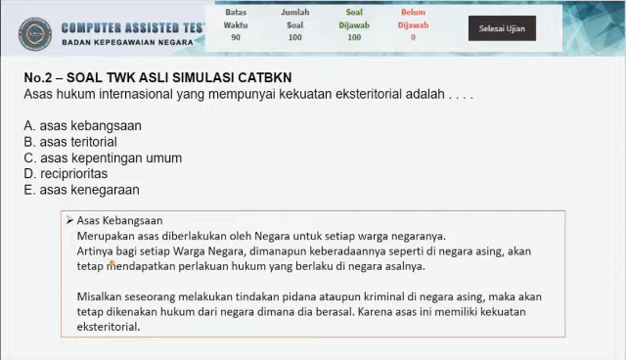 COMPUTER ASSISTED TES
BADAN KEPEGAWAIAN NEGARA
Batas Waktu 90
Jumlah Soal 100
Soal Dijawab 100
Belum Dijawab 0
Selesai Ujian
No.2 – SOAL TWK ASLI SIMULASI CATBKN
Asas hukum internasional yang mempunyai kekuatan eksteritorial adalah . . . .
A. asas kebangsaan
B. asas teritorial
C. asas kepentingan umum
D. reciprioritas
E. asas kenegaraan
➢ Asas Kebangsaan
Merupakan asas diberlakukan oleh Negara untuk setiap warga negaranya.
Artinya bagi setiap Warga Negara, dimanapun keberadaannya seperti di negara asing, akan
tetap mendapatkan perlakuan hukum yang berlaku di negara asalnya.
Misalkan seseorang melakukan tindakan pidana ataupun kriminal di negara asing, maka akan
tetap dikenakan hukum dari negara dimana dia berasal. Karena asas ini memiliki kekuatan
eksteritorial.